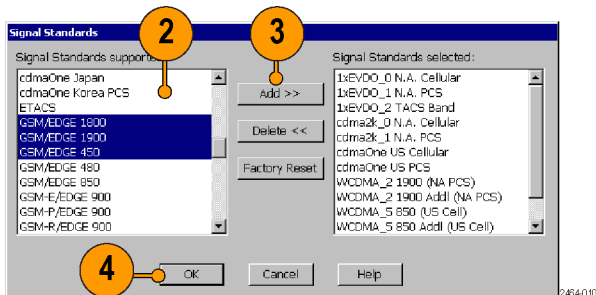 Signal Standards
2
3
Signal Standards supporte
cdmaOne Japan
cdmaOne Korea PCS
ETACS
GSM/EDGE 1800
GSM/EDGE 1900
GSM/EDGE 450
GSM/EDGE 480
GSM/EDGE 850
GSM-E/EDGE 900
GSM-P/EDGE 900
GSM-R/EDGE 900
Add >>
Delete <<
Factory Reset
Signal Standards selected:
1xEVDO_0 N.A. Cellular
1xEVDO_1 N.A. PCS
1xEVDO_2 TACS Band
cdma2k_0 N.A. Cellular
cdma2k_1 N.A. PCS
cdmaOne US Cellular
cdmaOne US PCS
WCDMA_2 1900 (NA PCS)
WCDMA_2 1900 Addl (NA PCS)
WCDMA_5 850 (US Cell)
WCDMA_5 850 Addl (US Cell)
4
OK
Cancel
Help
2464-010